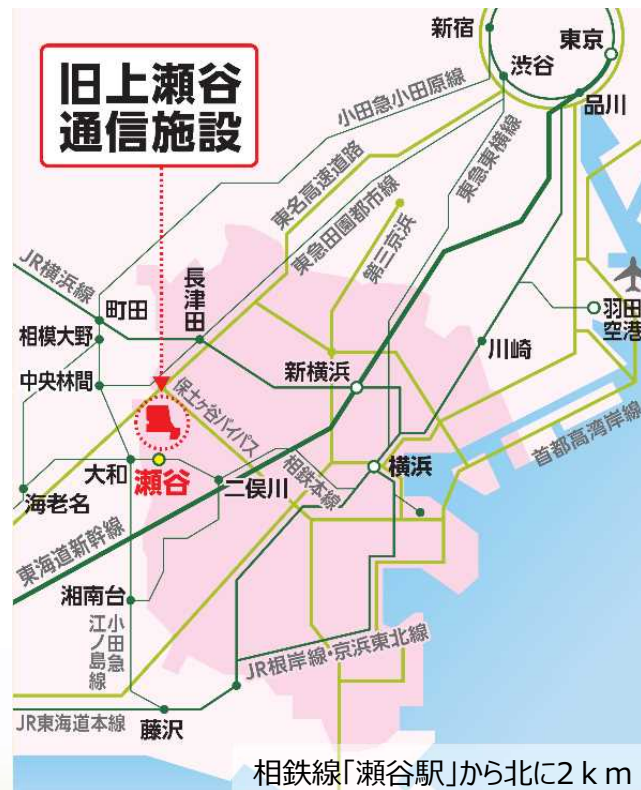 旧上瀬谷
通信施設
新宿
東京
渋谷
品川
小田急小田原線
東名高速道路
東急田園都市線
東急東横線
第三京浜
JR横浜線
町田
長津田
相模大野
中央林間
新横浜
川崎
羽田
空港
保土ヶ谷バイパス
首都高湾岸線
大和
瀬谷
二俣川
相鉄本線
横浜
海老名
東海道新幹線
湘南台
小田急
江ノ島線
JR根岸線・京浜東北線
JR東海道本線
藤沢
相鉄線「瀬谷駅」から北に2km